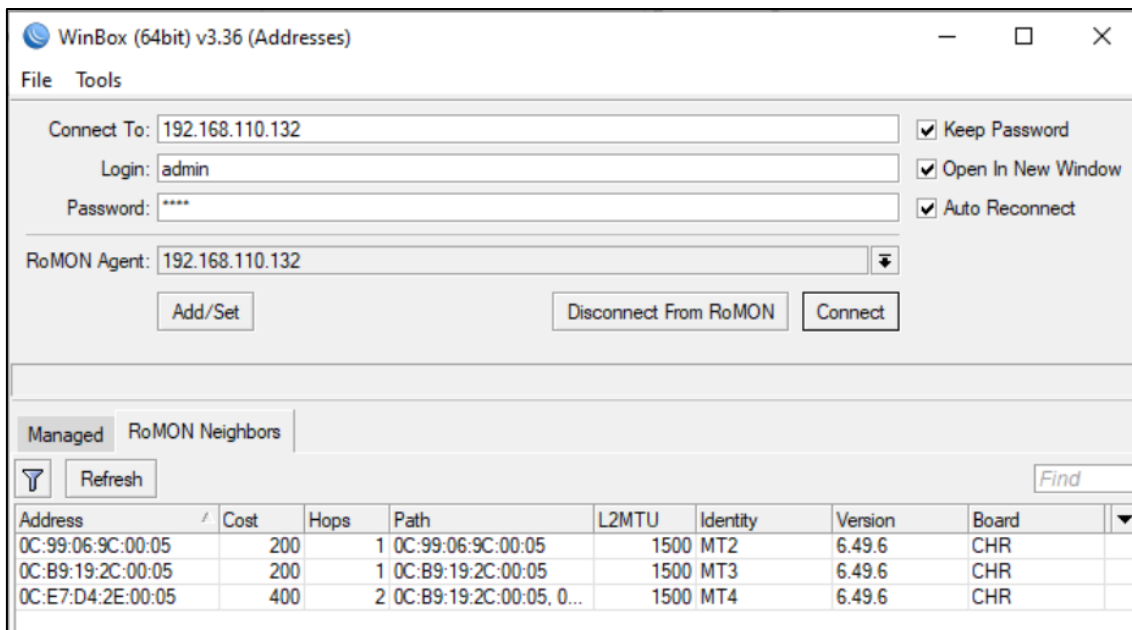 WinBox (64bit) v3.36 (Addresses)
File Tools
Connect To: 192.168.110.132
Keep Password
Login: admin
Open In New Window
Password: ****
Auto Reconnect
RoMON Agent: 192.168.110.132
Add/Set Disconnect From RoMON Connect
Managed RoMON Neighbors
Refresh Find
Address Cost Hops Path L2MTU Identity Version Board
0C:99:06:9C:00:05 200 1 0C:99:06:9C:00:05 1500 MT2 6.49.6 CHR
0C:B9:19:2C:00:05 200 1 0C:B9:19:2C:00:05 1500 MT3 6.49.6 CHR
0C:E7:D4:2E:00:05 400 2 0C:B9:19:2C:00:05, 0... 1500 MT4 6.49.6 CHR